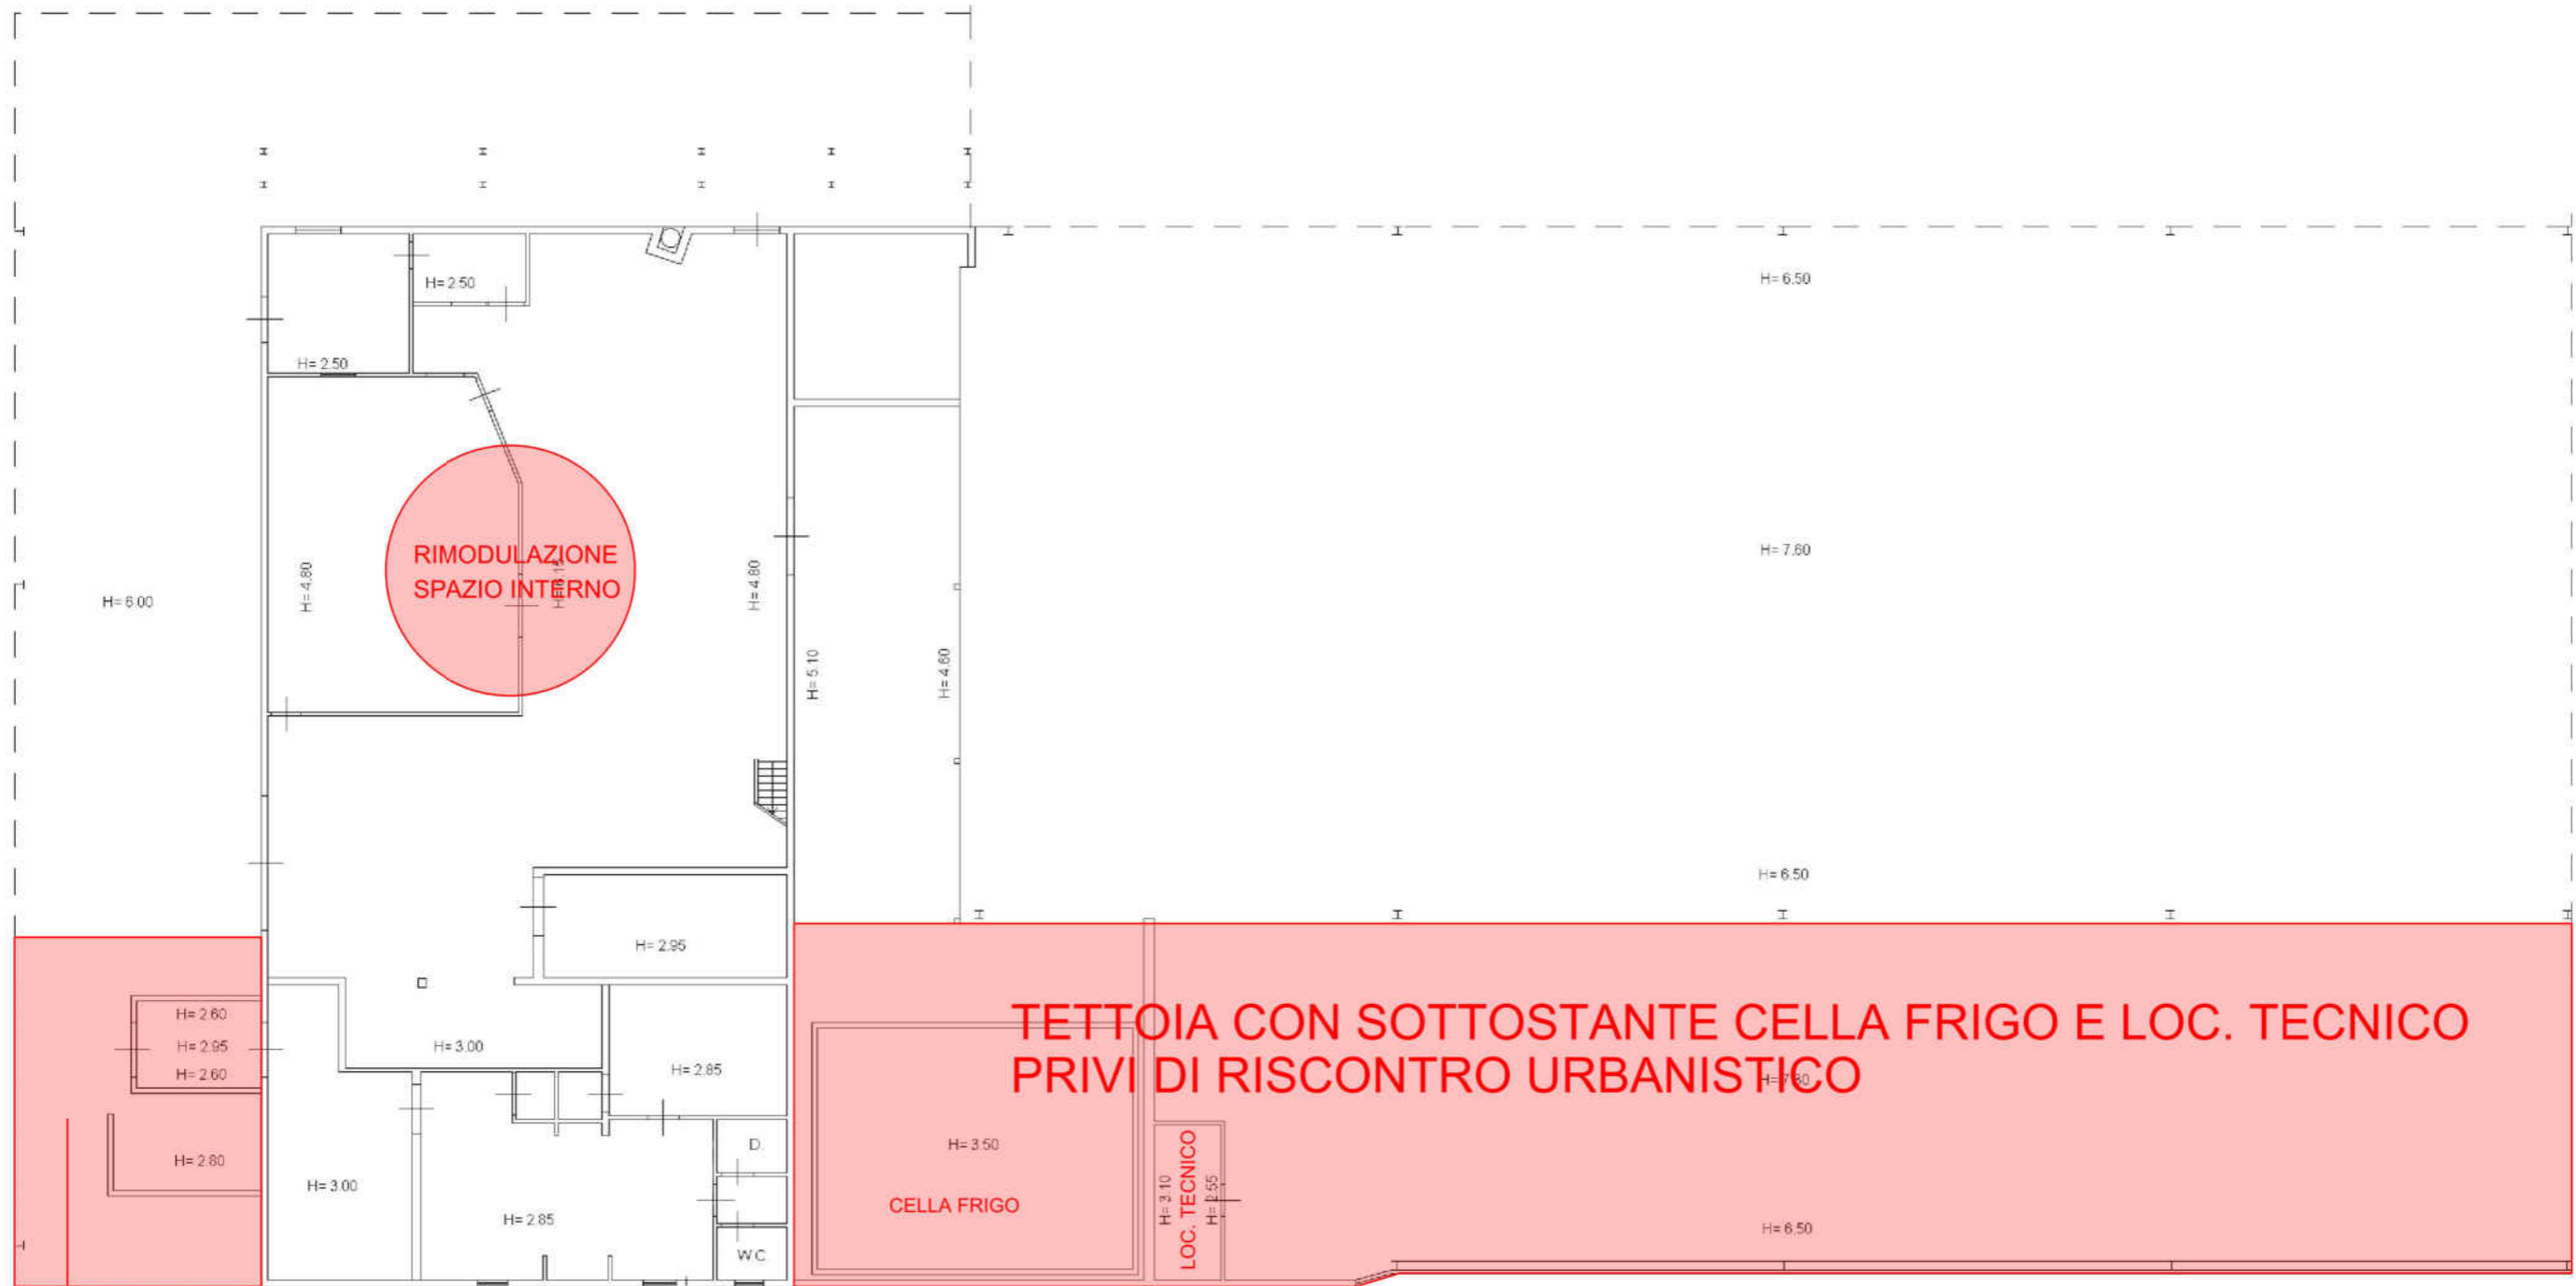 H= 2.50
H= 6.50
H= 2.50
RIMODULAZIONE
SPAZIO INTERNO
H= 7.60
H= 6.00
H= 4.80
H= 4.80
H= 5.10
H= 4.60
H= 6.50
H= 2.95
H= 2.60
H= 2.95
H= 2.60
H= 3.00
H= 2.85
TETTOIA CON SOTTOSTANTE CELLA FRIGO E LOC. TECNICO
PRIVI DI RISCONTRO URBANISTICO
H= 2.80
H= 3.00
H= 2.85
D.
WC
H= 3.50
CELLA FRIGO
H= 3.10
LOC. TECNICO
H= 2.55
H= 6.50